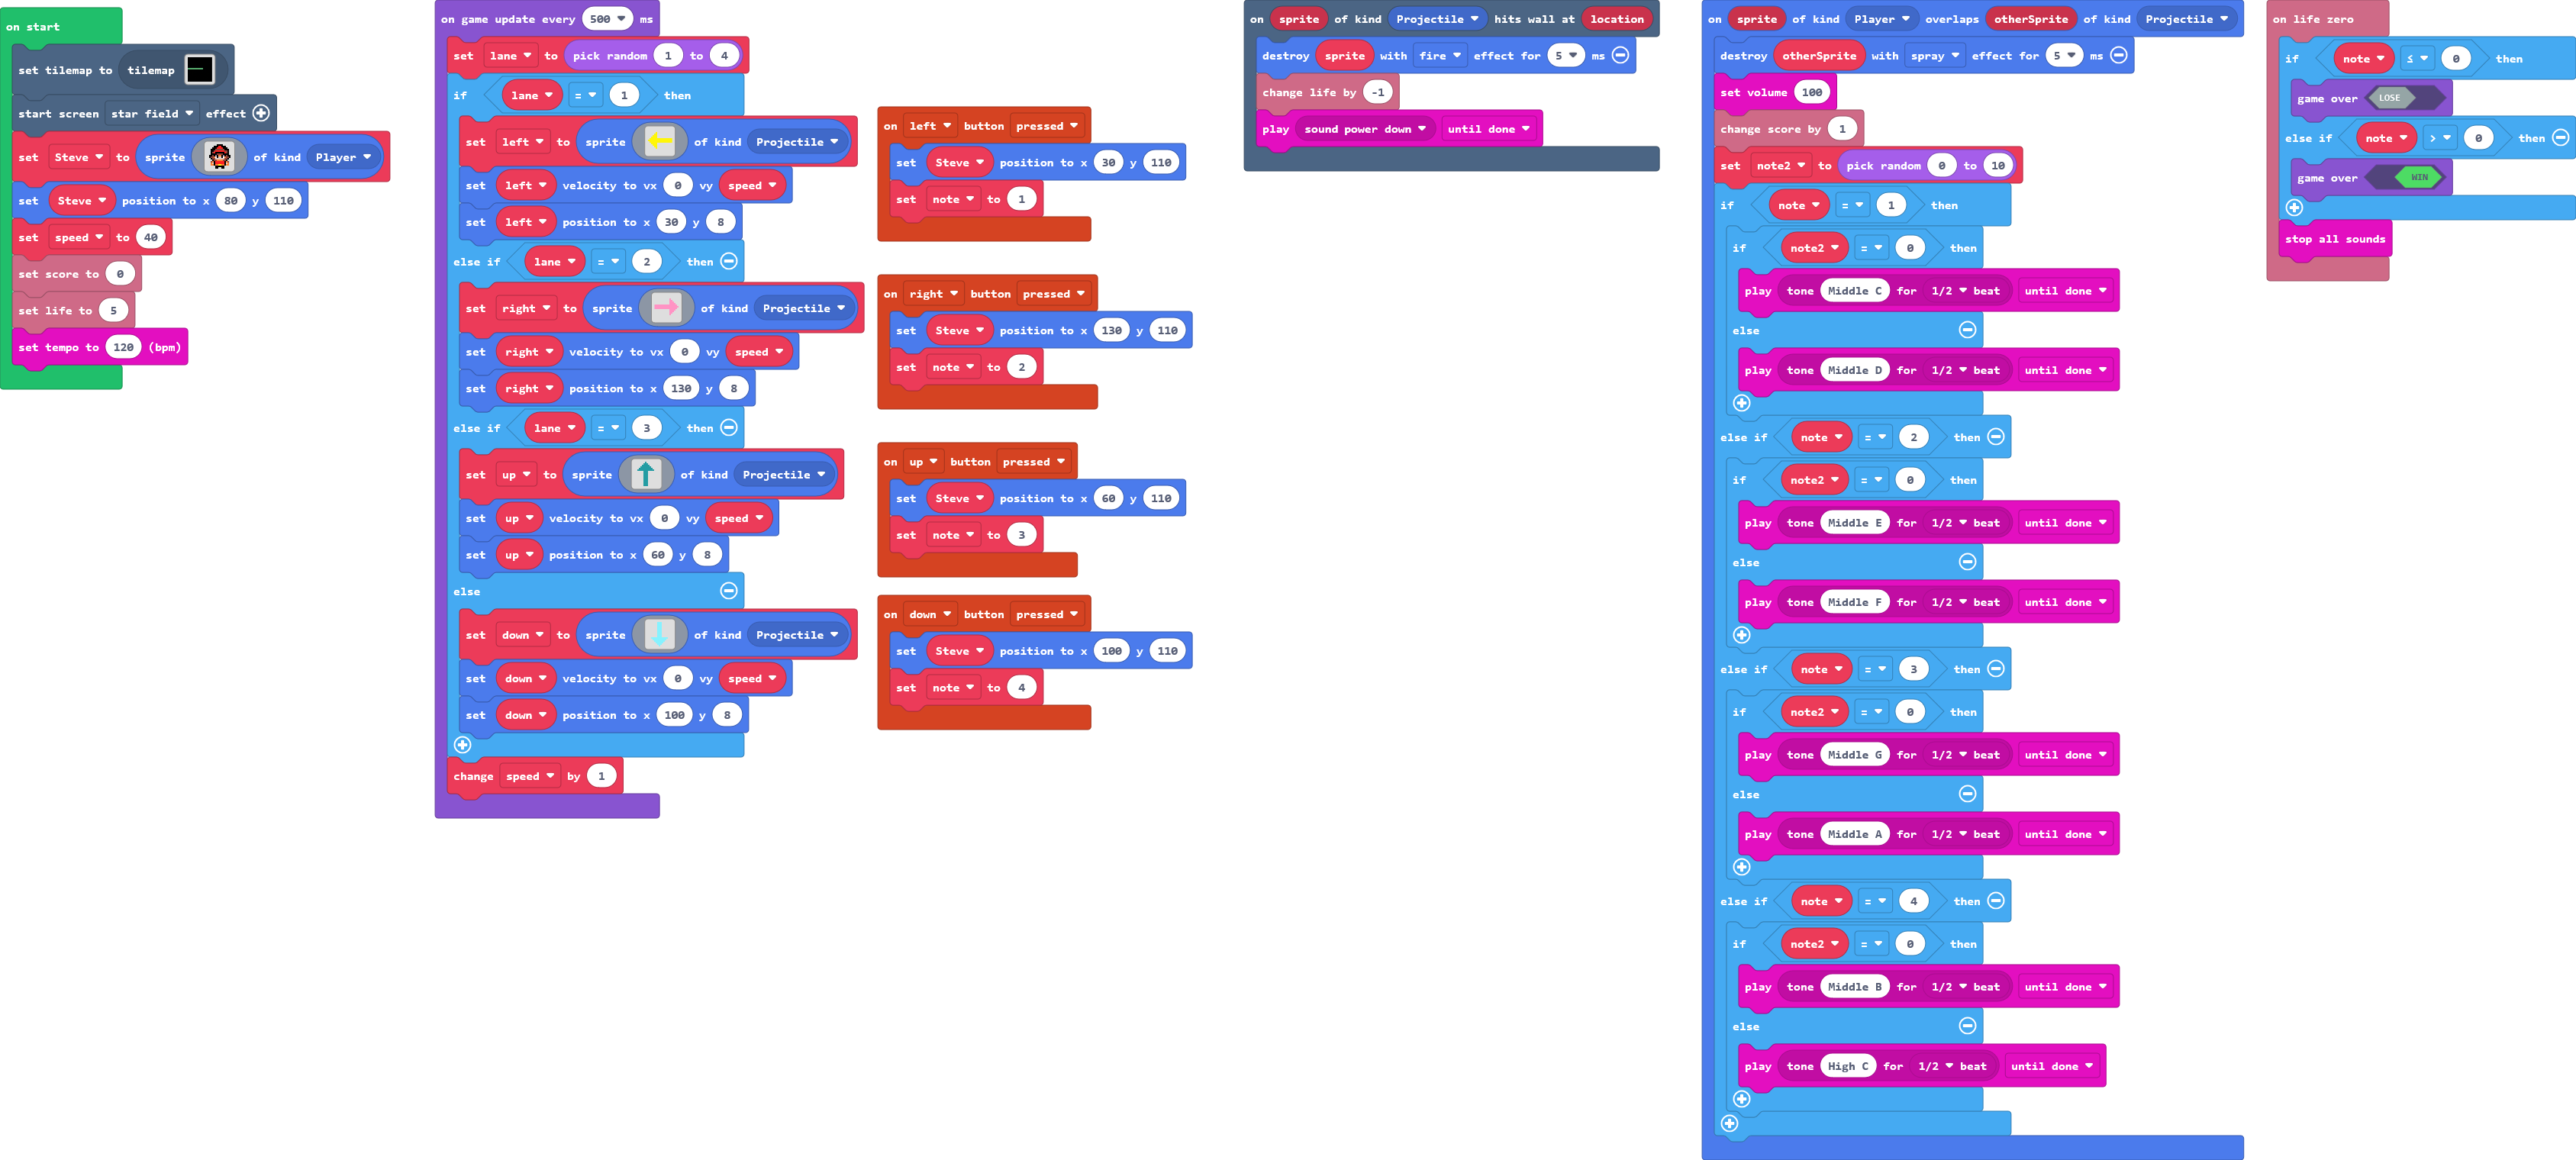 on start
set tilemap to tilemap
start screen star field effect
set Steve to sprite of kind Player
set Steve position to x 80 y 110
set speed to 40
set score to 0
set life to 5
set tempo to 120 (bpm)
on game update every 500 ms
set lane to pick random 1 to 4
if lane = 1 then
set left to sprite of kind Projectile
set left velocity to vx 0 vy speed
set left position to x 30 y 8
else if lane = 2 then
set right to sprite of kind Projectile
set right velocity to vx 0 vy speed
set right position to x 130 y 8
else if lane = 3 then
set up to sprite of kind Projectile
set up velocity to vx 0 vy speed
set up position to x 60 y 8
else
set down to sprite of kind Projectile
set down velocity to vx 0 vy speed
set down position to x 100 y 8
change speed by 1
on left button pressed
set Steve position to x 30 y 110
set note to 1
on right button pressed
set Steve position to x 130 y 110
set note to 2
on up button pressed
set Steve position to x 60 y 110
set note to 3
on down button pressed
set Steve position to x 100 y 110
set note to 4
on sprite of kind Projectile hits wall at location
destroy sprite with fire effect for 5 ms
change life by -1
play sound power down until done
on sprite of kind Player overlaps otherSprite of kind Projectile
destroy otherSprite with spray effect for 5 ms
set volume 100
change score by 1
set note2 to pick random 0 to 10
if note = 1 then
if note2 = 0 then
play tone Middle C for 1/2 beat until done
else
play tone Middle D for 1/2 beat until done
else if note = 2 then
if note2 = 0 then
play tone Middle E for 1/2 beat until done
else
play tone Middle F for 1/2 beat until done
else if note = 3 then
if note2 = 0 then
play tone Middle G for 1/2 beat until done
else
play tone Middle A for 1/2 beat until done
else if note = 4 then
if note2 = 0 then
play tone Middle B for 1/2 beat until done
else
play tone High C for 1/2 beat until done
on life zero
if note ≤ 0 then
game over LOSE
else if note > 0 then
game over WIN
stop all sounds